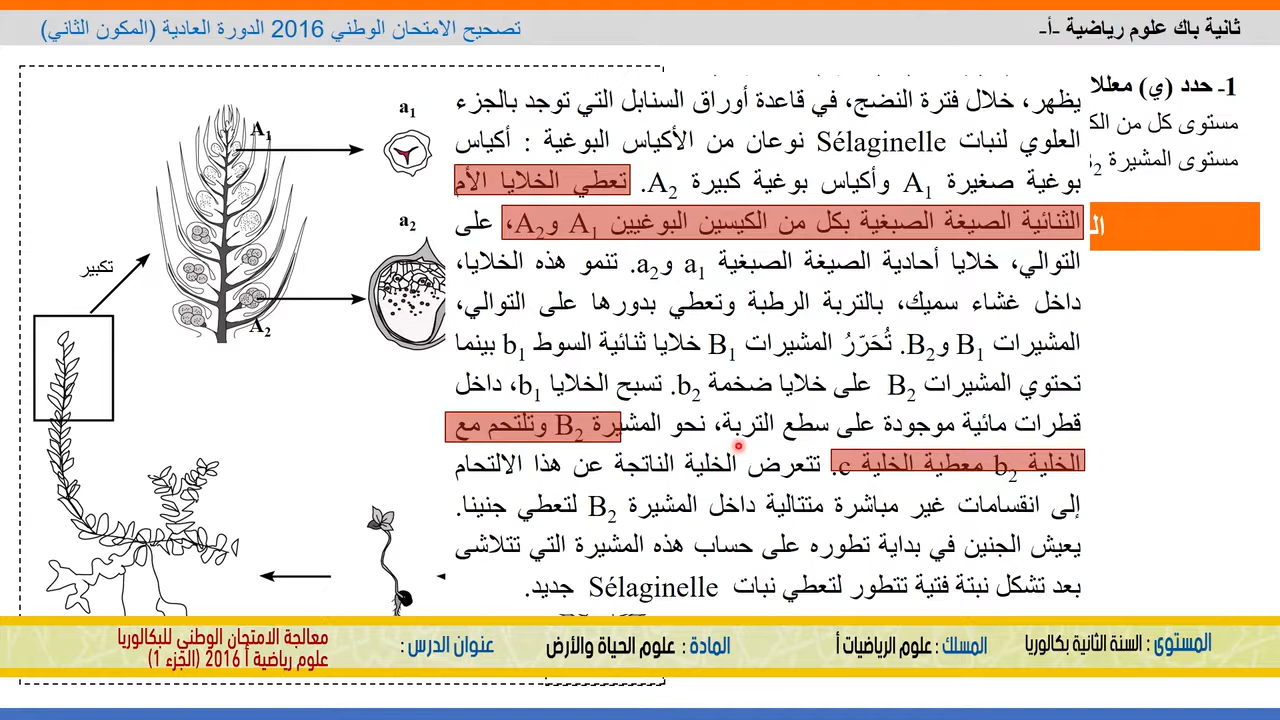 ثانية باك علوم رياضية -أ-
تصحيح الامتحان الوطني 2016 الدورة العادية (المكون الثاني)
1- حدد (ي) معللا
مستوى كل من
مستوى المشيرة
يظهر، خلال فترة النضج، في قاعدة أوراق السنابل التي توجد بالجزء
العلوي لنبات Sélaginelle نوعان من الأكياس البوغية : أكياس
بوغية صغيرة A1 وأكياس بوغية كبيرة A2. تعطي الخلايا الأم
الثنائية الصيغة الصبغية بكل من الكيسين البوغيين A1 وA2، على
التوالي، خلايا أحادية الصيغة الصبغية a1 وa2. تنمو هذه الخلايا،
داخل غشاء سميك، بالتربة الرطبة وتعطي بدورها على التوالي،
المشيرات B1 وB2. تُحَرّرُ المشيرات B1 خلايا ثنائية السوط b1 بينما
تحتوي المشيرات B2 على خلايا ضخمة b2. تسبح الخلايا b1، داخل
قطرات مائية موجودة على سطع التربة، نحو المشيرة B2 وتلتحم مع
الخلية b2 معطية الخلية c. تتعرض الخلية الناتجة عن هذا الالتحام
إلى انقسامات غير مباشرة متتالية داخل المشيرة B2 لتعطي جنينا.
يعيش الجنين في بداية تطوره على حساب هذه المشيرة التي تتلاشى
بعد تشكل نبتة فتية تتطور لتعطي نبات Sélaginelle جديد.
a1
A1
a2
تكبير
A2
المستوى : السنة الثانية بكالوريا
المسلك : علوم الرياضيات أ
المادة : علوم الحياة والأرض
عنوان الدرس :
معالجة الامتحان الوطني للبكالوريا
علوم رياضية أ 2016 (الجزء 1)